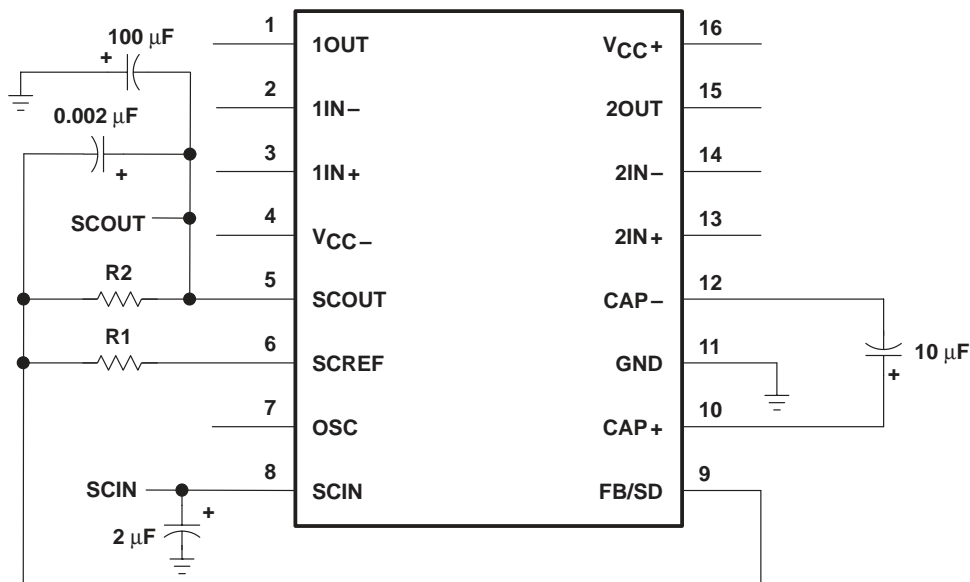 100 µF
+
0.002 µF
+
SCOUT
R2
R1
SCIN
+
2 µF
1 1OUT VCC+ 16
2 1IN− 2OUT 15
3 1IN+ 2IN− 14
4 VCC− 2IN+ 13
5 SCOUT CAP− 12
6 SCREF GND 11
7 OSC CAP+ 10
8 SCIN FB/SD 9
10 µF
+